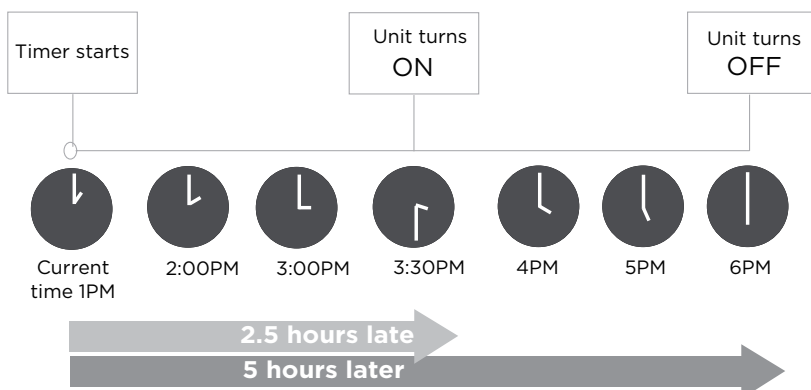 Timer starts
Unit turns
ON
Unit turns
OFF
Current
time 1PM
2:00PM
3:00PM
3:30PM
4PM
5PM
6PM
2.5 hours late
5 hours later